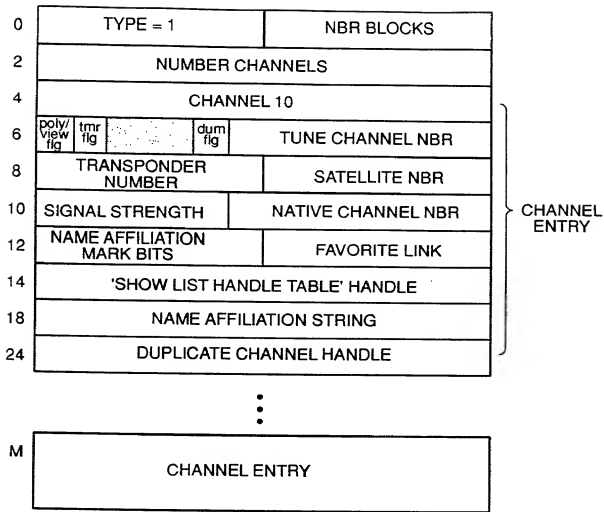 0 TYPE = 1 NBR BLOCKS
2 NUMBER CHANNELS
4 CHANNEL 10
6 poly/ view flg tmr flg dum flg TUNE CHANNEL NBR
8 TRANSPONDER NUMBER SATELLITE NBR
10 SIGNAL STRENGTH NATIVE CHANNEL NBR
12 NAME AFFILIATION MARK BITS FAVORITE LINK
14 'SHOW LIST HANDLE TABLE' HANDLE
18 NAME AFFILIATION STRING
24 DUPLICATE CHANNEL HANDLE
CHANNEL
ENTRY
M CHANNEL ENTRY